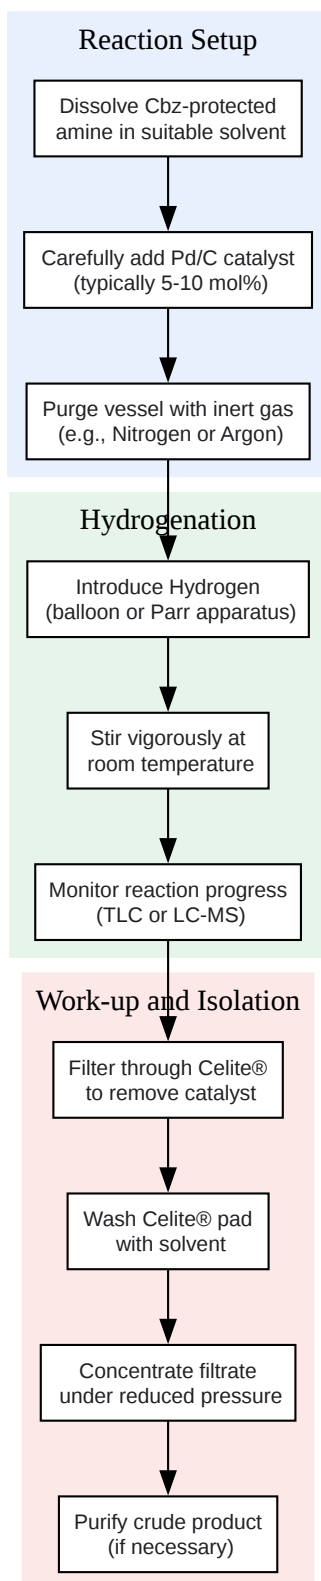 Reaction Setup
Dissolve Cbz-protected
amine in suitable solvent
Carefully add Pd/C catalyst
(typically 5-10 mol%)
Purge vessel with inert gas
(e.g., Nitrogen or Argon)
Hydrogenation
Introduce Hydrogen
(balloon or Parr apparatus)
Stir vigorously at
room temperature
Monitor reaction progress
(TLC or LC-MS)
Work-up and Isolation
Filter through Celite®
to remove catalyst
Wash Celite® pad
with solvent
Concentrate filtrate
under reduced pressure
Purify crude product
(if necessary)